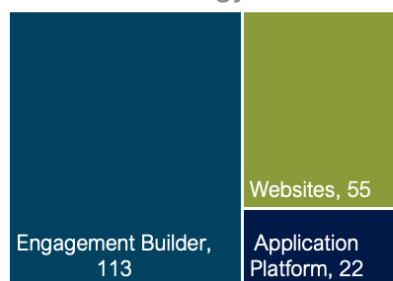 Websites, 55
Engagement Builder,
113
Application
Platform, 22